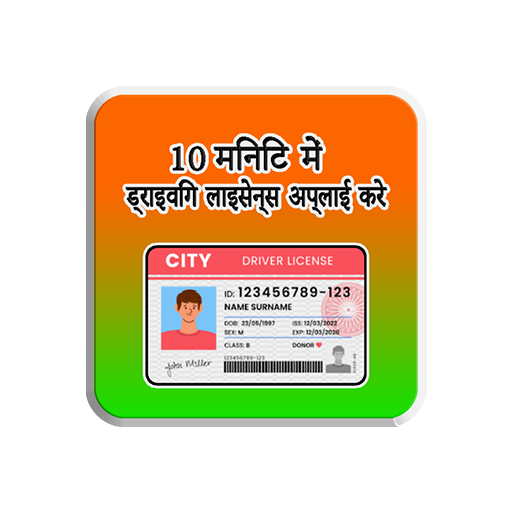 10 मनिटि में
ड्राइवगि लाइसेन्स अप्लाई करे
CITY DRIVER LICENSE
ID: 123456789-123
NAME SURNAME
DOB: 23/05/1997 ISS: 12/03/2022
SEX: M EXP: 12/03/2026
CLASS: B DONOR
John Miller
123456789-123